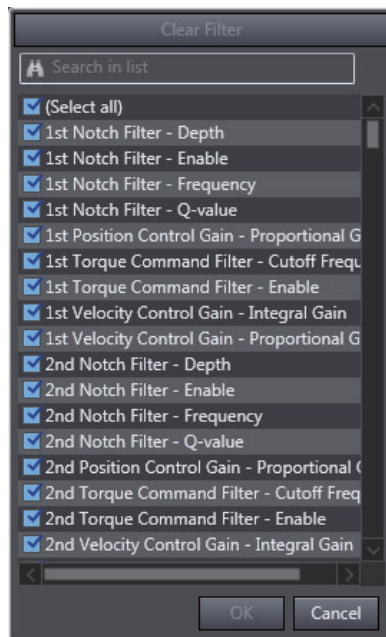 Clear Filter
Search in list
(Select all)
1st Notch Filter - Depth
1st Notch Filter - Enable
1st Notch Filter - Frequency
1st Notch Filter - Q-value
1st Position Control Gain - Proportional G
1st Torque Command Filter - Cutoff Frequ
1st Torque Command Filter - Enable
1st Velocity Control Gain - Integral Gain
1st Velocity Control Gain - Proportional G
2nd Notch Filter - Depth
2nd Notch Filter - Enable
2nd Notch Filter - Frequency
2nd Notch Filter - Q-value
2nd Position Control Gain - Proportional (
2nd Torque Command Filter - Cutoff Freq
2nd Torque Command Filter - Enable
2nd Velocity Control Gain - Integral Gain
OK Cancel